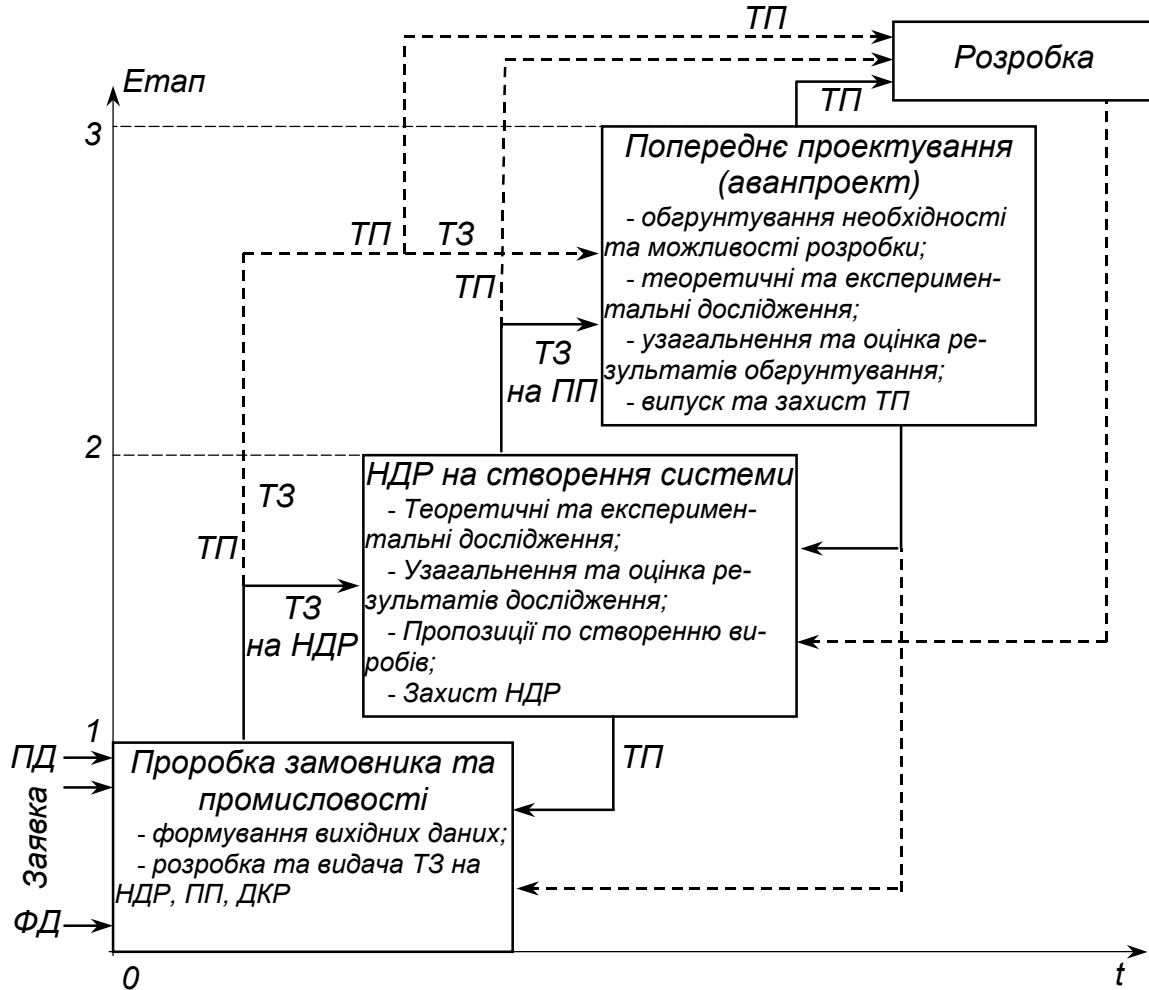 ТП
Розробка
Етап
ТП
3
Попереднє проектування
(аванпроект)
- обгрунтування необхідності
та можливості розробки;
- теоретичні та експеримен-
тальні дослідження;
- узагальнення та оцінка ре-
зультатів обгрунтування;
- випуск та захист ТП
ТП
ТЗ
ТП
ТЗ
на ПП
2
НДР на створення системи
- Теоретичні та експеримен-
тальні дослідження;
- Узагальнення та оцінка ре-
зультатів дослідження;
- Пропозиції по створенню ви-
робів;
- Захист НДР
ТЗ
ТП
ТЗ
на НДР
1
ТП
ПД
Заявка
ФД
Проробка замовника та
промисловості
- формування вихідних даних;
- розробка та видача ТЗ на
НДР, ПП, ДКР
0
t